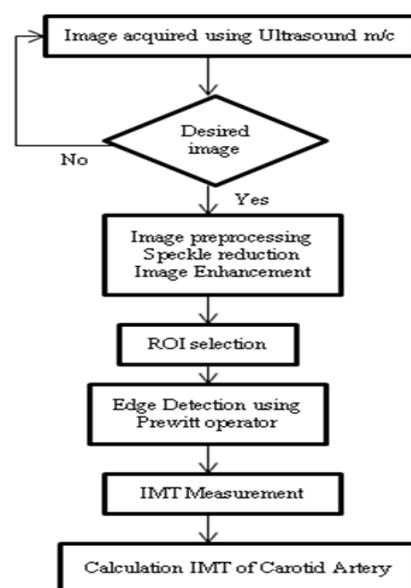 Image acquired using Ultrasound m/c
Desired
image
No
Yes
Image preprocessing
Speckle reduction
Image Enhancement
ROI selection
Edge Detection using
Prewitt operator
IMT Measurement
Calculation IMT of Carotid Artery